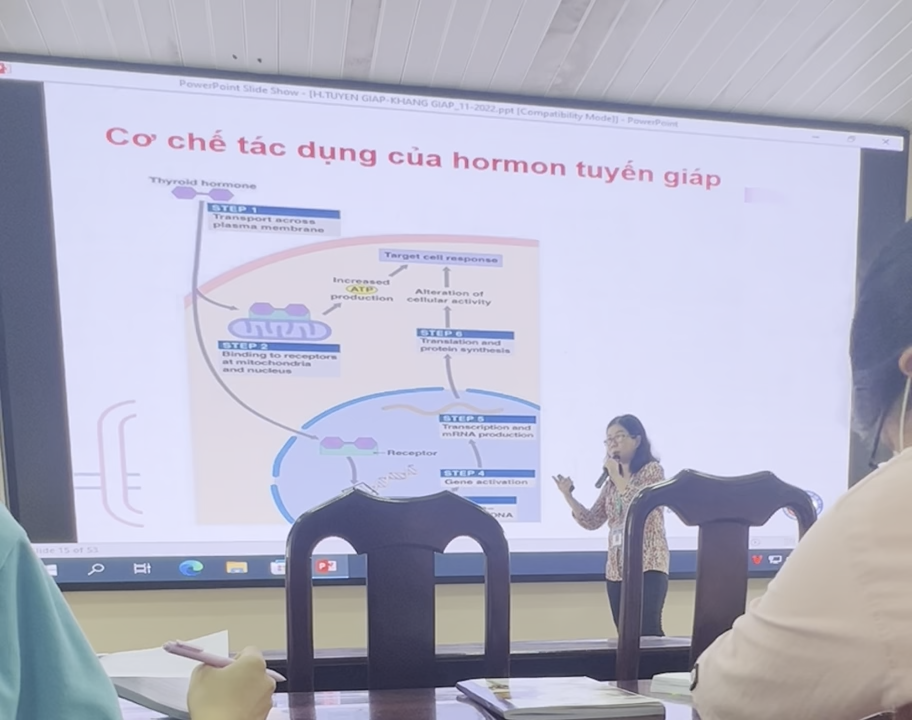 PowerPoint Slide Show - [H.TUYEN GIAP-KHANG GIAP_11-2022.ppt [Compatibility Mode]] - PowerPoint
Cơ chế tác dụng của hormon tuyến giáp
Thyroid hormone
STEP 1
Transport across
plasma membrane
Target cell response
Increased
ATP
production
Alteration of
cellular activity
STEP 2
Binding to receptors
at mitochondria
and nucleus
STEP 6
Translation and
protein synthesis
STEP 5
Transcription and
mRNA production
Receptor
STEP 4
Gene activation
DNA
lide 15 of 53